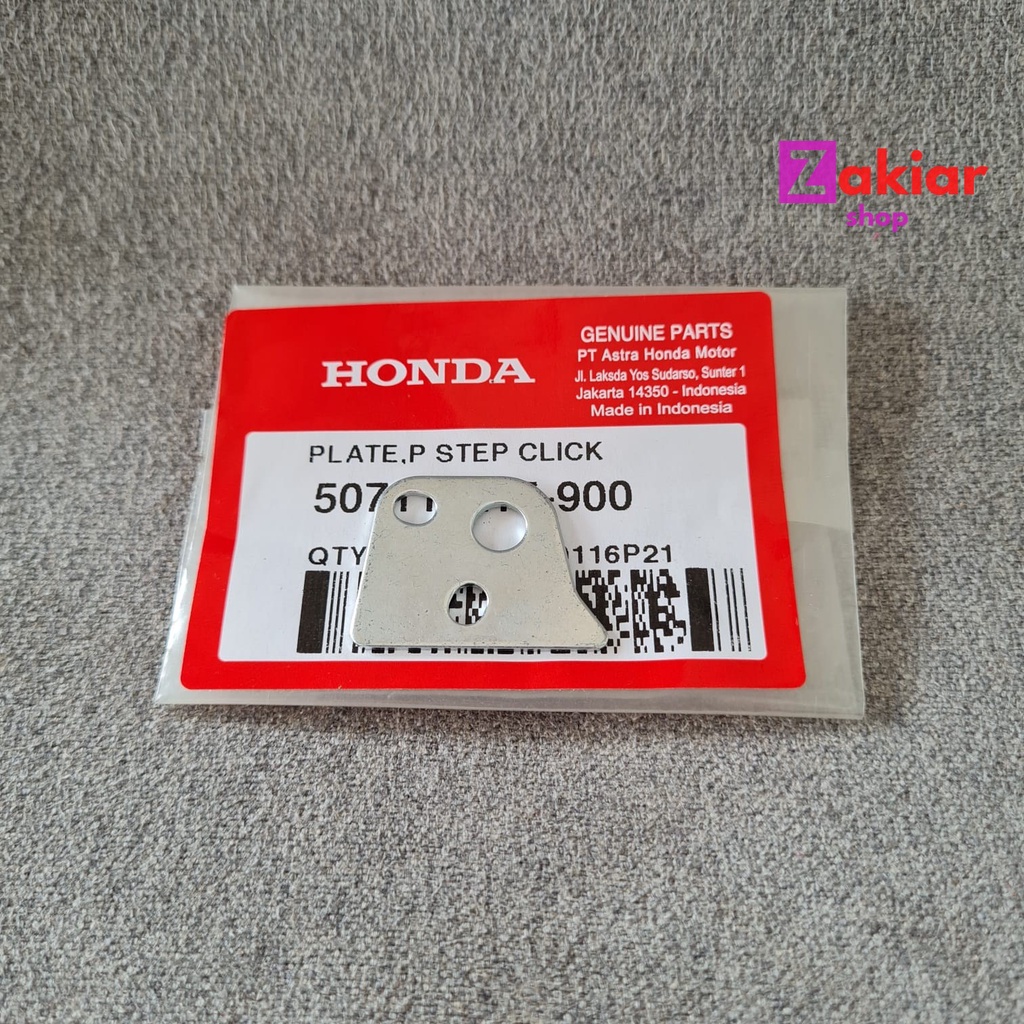 Zakiar
shop
HONDA
GENUINE PARTS
PT Astra Honda Motor
Jl. Laksda Yos Sudarso, Sunter 1
Jakarta 14350 - Indonesia
Made in Indonesia
PLATE,P STEP CLICK
-900
QTY 116P21